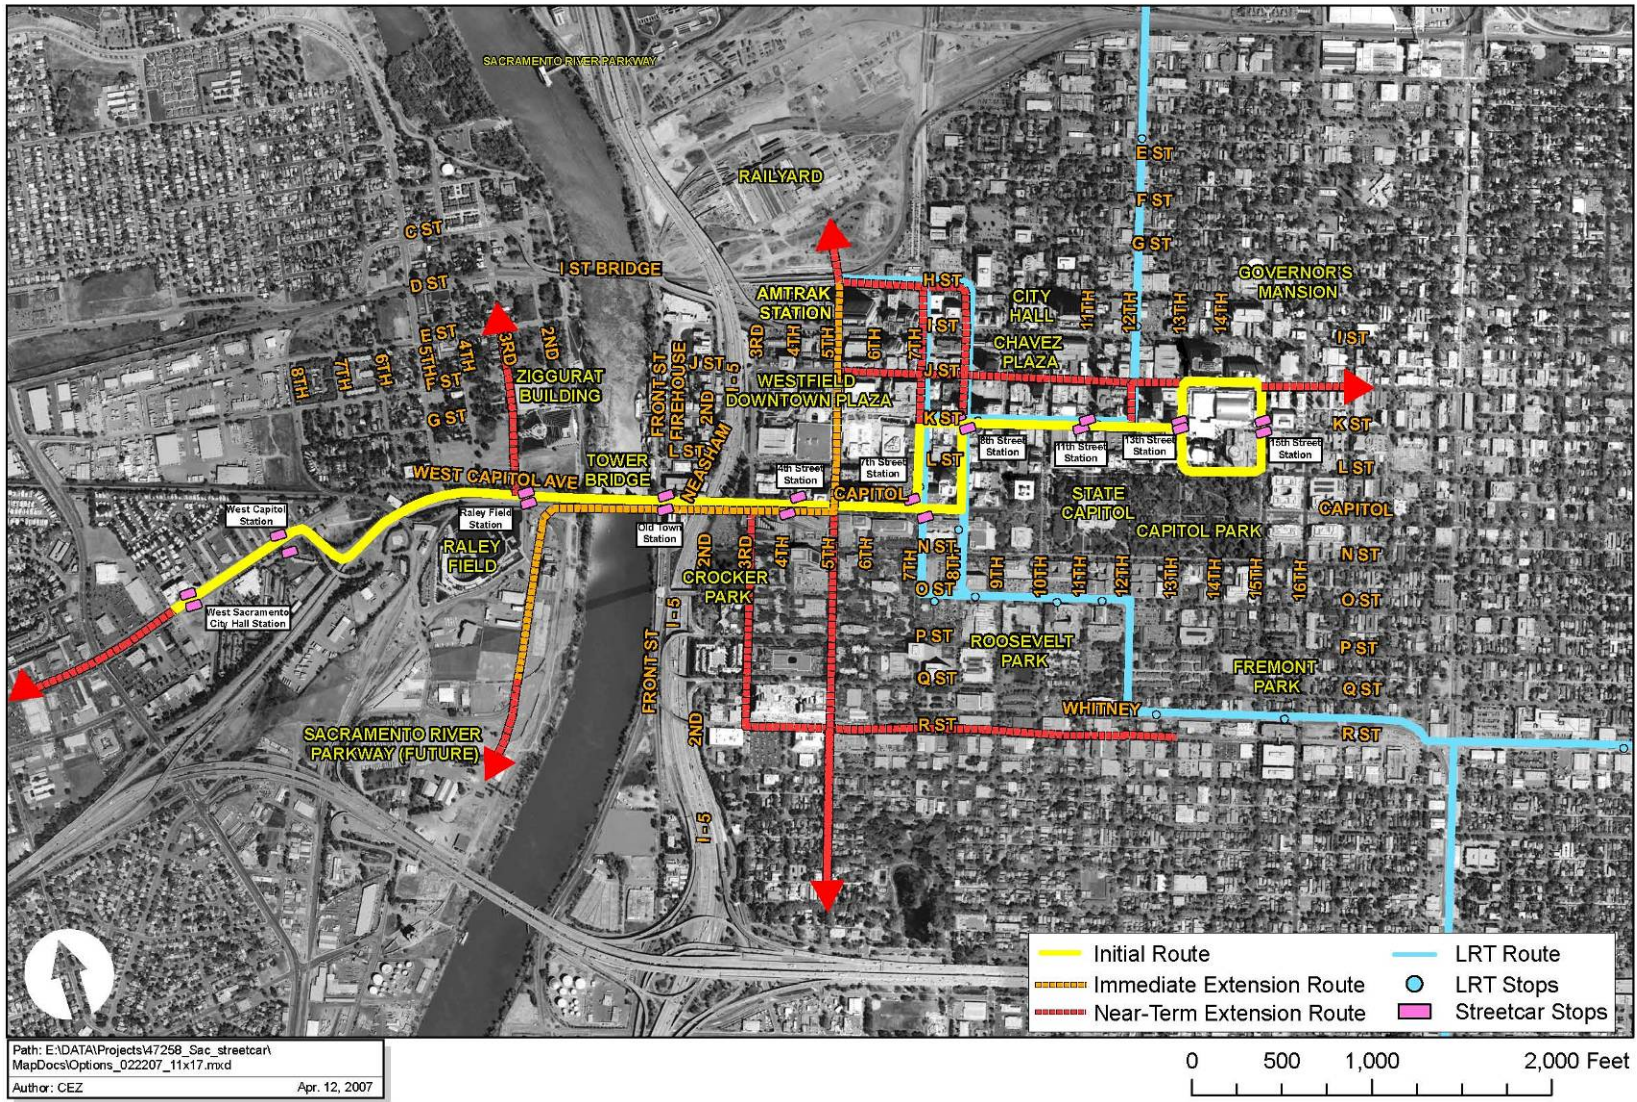 SACRAMENTO RIVER PARKWAY
RAILYARD
E ST
F ST
G ST
C ST
D ST
I ST BRIDGE
H ST
GOVERNOR'S
MANSION
AMTRAK
STATION
CITY
HALL
11TH
12TH
13TH
14TH
E ST
5TH
4TH
3RD
2ND
8TH
7TH
6TH
F ST
G ST
ZIGGURAT
BUILDING
FRONT ST
FIREHOUSE
J ST
2ND
I-5
3RD
4TH
5TH
6TH
7TH
I ST
CHAVEZ
PLAZA
I ST
J ST
WESTFIELD
DOWNTOWN PLAZA
K ST
K ST
L ST
NEASHAM
L ST
L ST
8th Street
Station
11th Street
Station
13th Street
Station
15th Street
Station
4th Street
Station
7th Street
Station
WEST CAPITOL AVE
TOWER
BRIDGE
CAPITOL
STATE
CAPITOL
CAPITOL PARK
CAPITOL
West Capitol
Station
Raley Field
Station
Old Town
Station
RALEY
FIELD
2ND
3RD
4TH
5TH
6TH
7TH
N ST
8TH
9TH
10TH
11TH
12TH
13TH
14TH
15TH
16TH
N ST
CROCKER
PARK
O ST
O ST
West Sacramento
City Hall Station
I-5
FRONT ST
P ST
ROOSEVELT
PARK
P ST
Q ST
FREMONT
PARK
Q ST
WHITNEY
R ST
R ST
2ND
SACRAMENTO RIVER
PARKWAY (FUTURE)
I-5
Initial Route
Immediate Extension Route
Near-Term Extension Route
LRT Route
LRT Stops
Streetcar Stops
Path: E:\DATA\Projects\47258_Sac_streetcar\
MapDocs\Options_022207_11x17.mxd
Author: CEZ Apr. 12, 2007
0 500 1,000 2,000 Feet